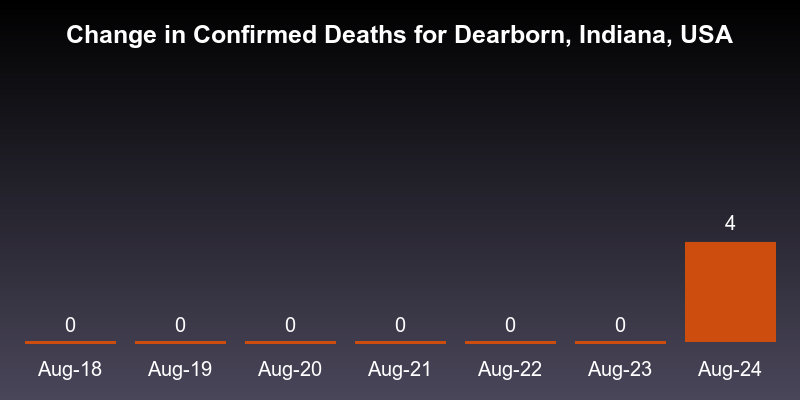 Change in Confirmed Deaths for Dearborn, Indiana, USA
4
0 0 0 0 0 0
Aug-18 Aug-19 Aug-20 Aug-21 Aug-22 Aug-23 Aug-24